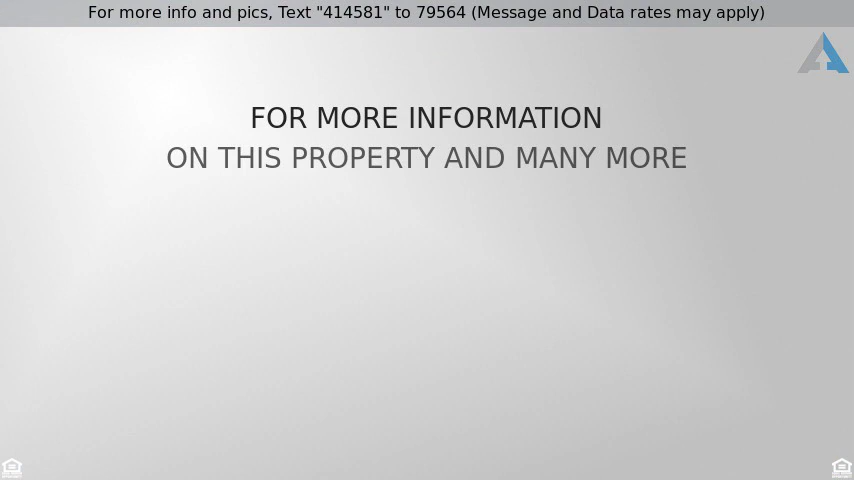 For more info and pics, Text "414581" to 79564 (Message and Data rates may apply)
FOR MORE INFORMATION
ON THIS PROPERTY AND MANY MORE